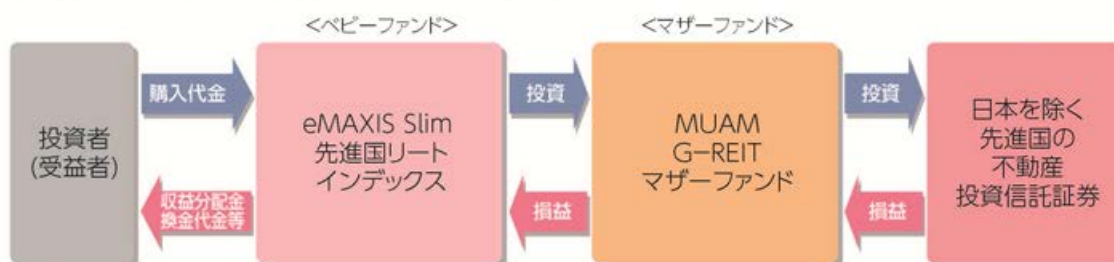 <ベビーファンド>
<マザーファンド>
投資者
(受益者)
購入代金
収益分配金
換金代金等
eMAXIS Slim
先進国リート
インデックス
投資
損益
MUAM
G-REIT
マザーファンド
投資
損益
日本を除く
先進国の
不動産
投資信託証券